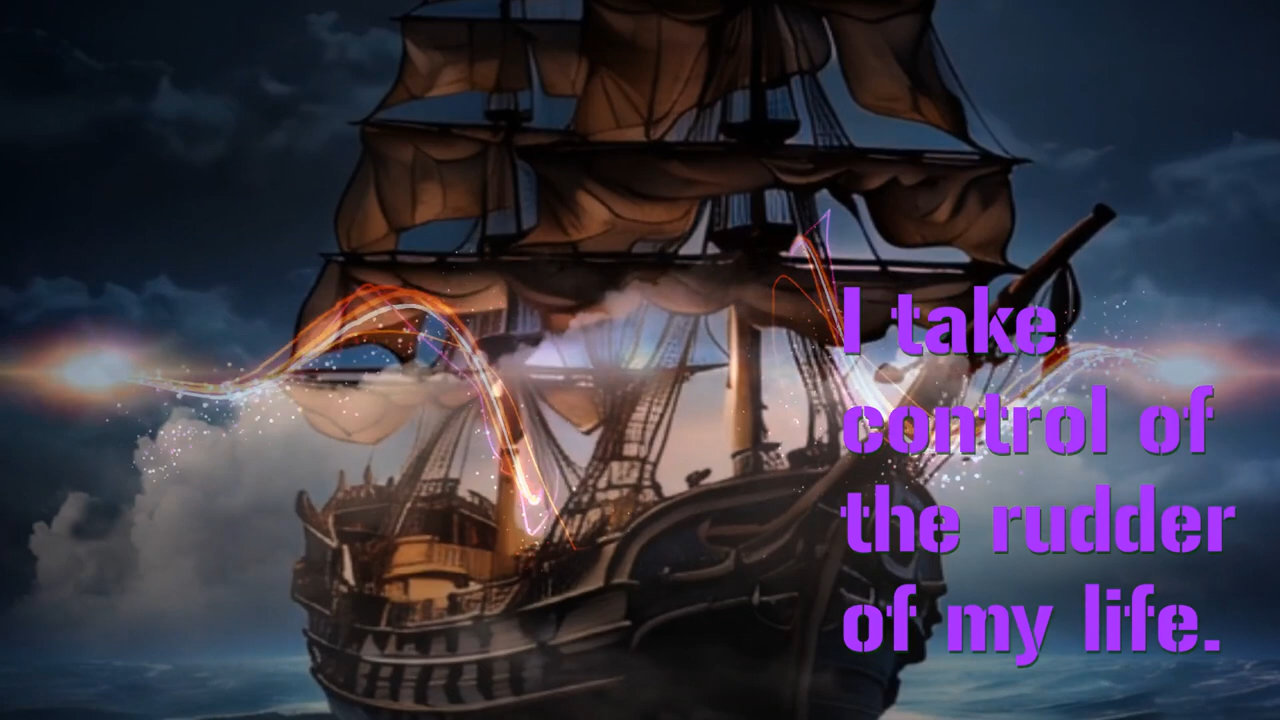 I take
control of
the rudder
of my life.